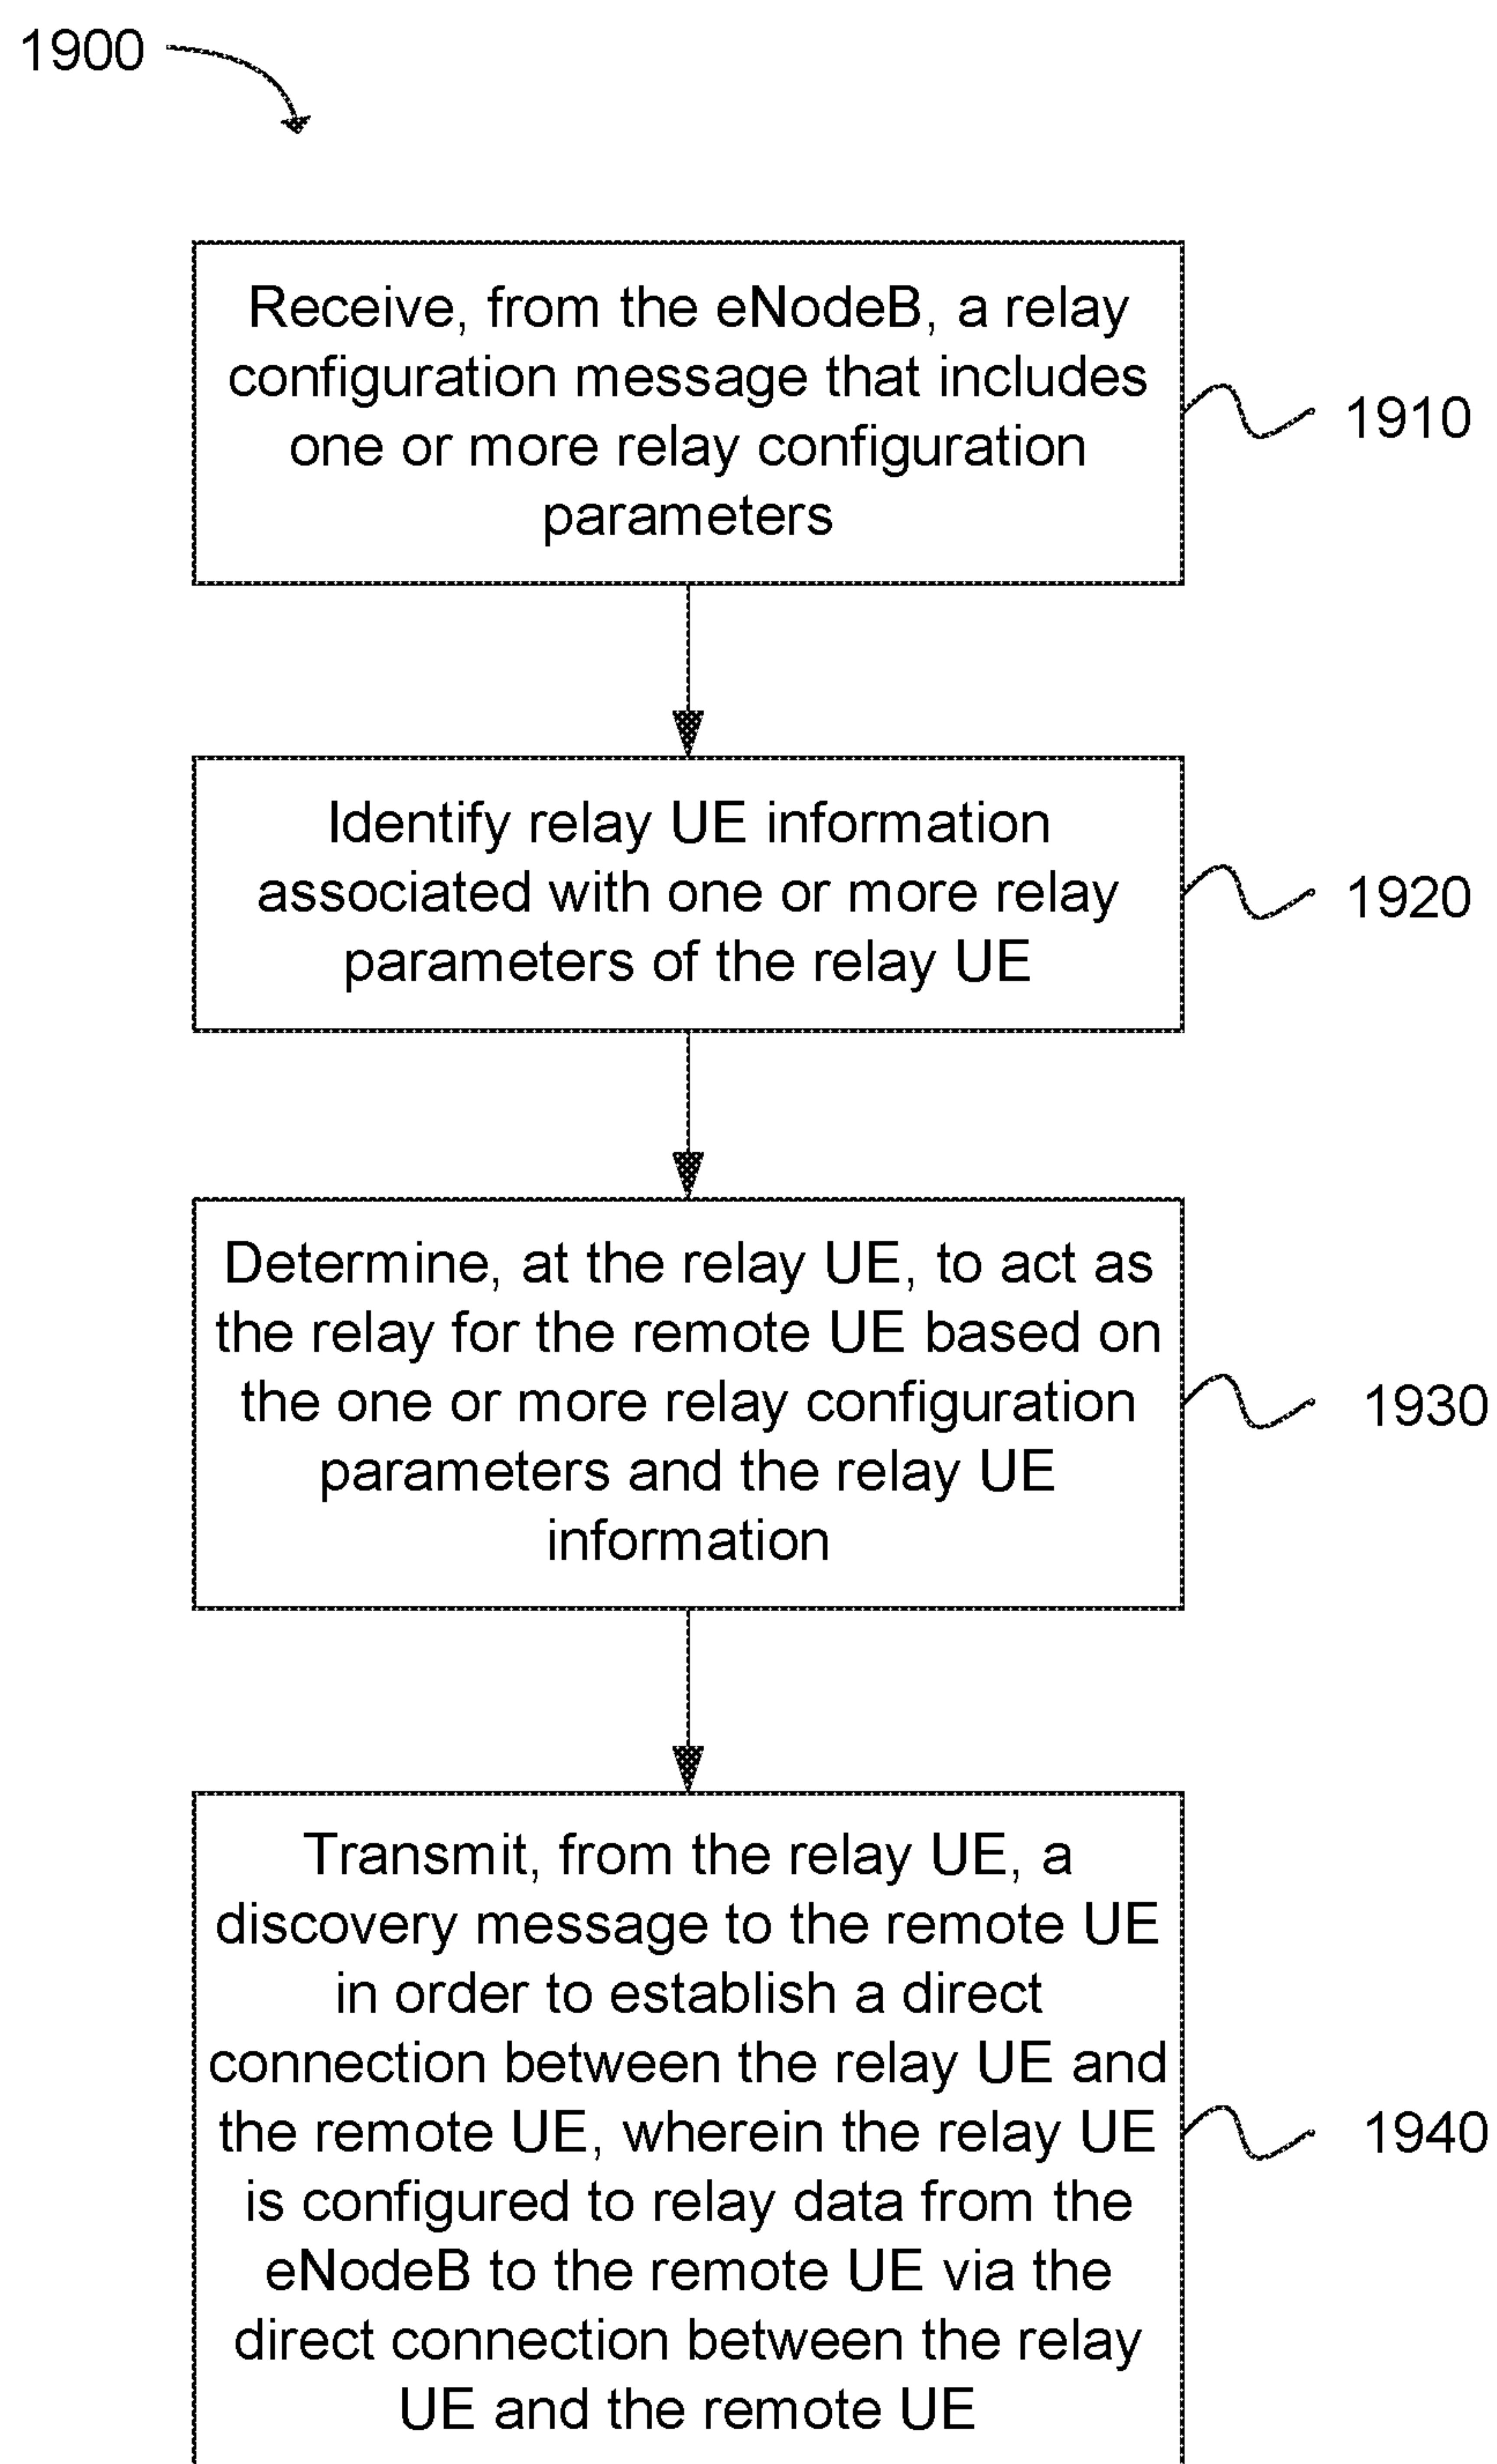 1900
Receive, from the eNodeB, a relay
configuration message that includes
one or more relay configuration
parameters
1910
Identify relay UE information
associated with one or more relay
parameters of the relay UE
1920
Determine, at the relay UE, to act as
the relay for the remote UE based on
the one or more relay configuration
parameters and the relay UE
information
1930
Transmit, from the relay UE, a
discovery message to the remote UE
in order to establish a direct
connection between the relay UE and
the remote UE, wherein the relay UE
is configured to relay data from the
eNodeB to the remote UE via the
direct connection between the relay
UE and the remote UE
1940